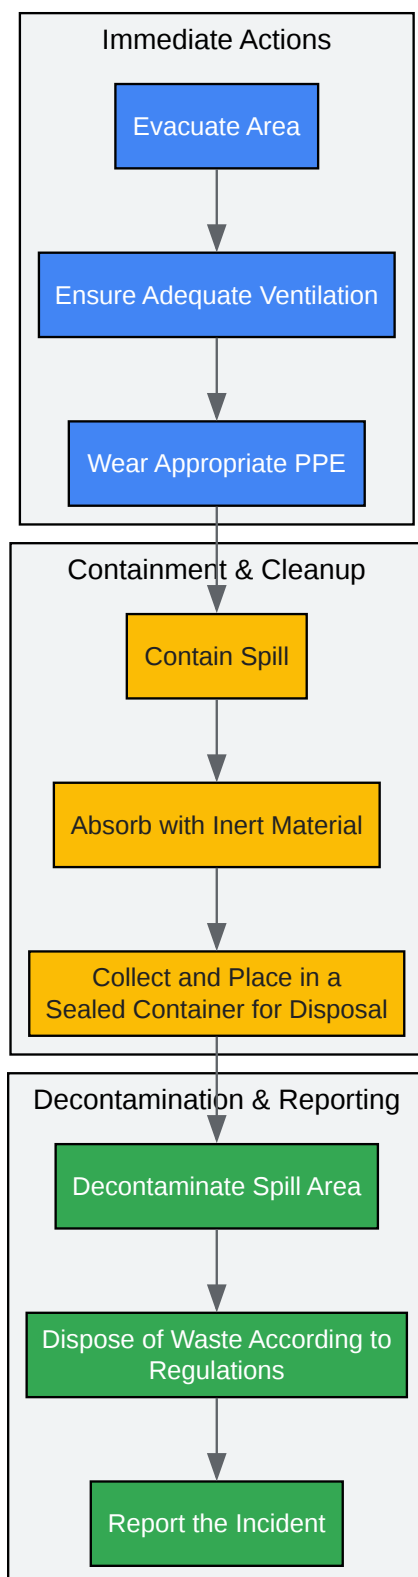 Immediate Actions
Evacuate Area
Ensure Adequate Ventilation
Wear Appropriate PPE
Containment & Cleanup
Contain Spill
Absorb with Inert Material
Collect and Place in a
Sealed Container for Disposal
Decontamination & Reporting
Decontaminate Spill Area
Dispose of Waste According to
Regulations
Report the Incident